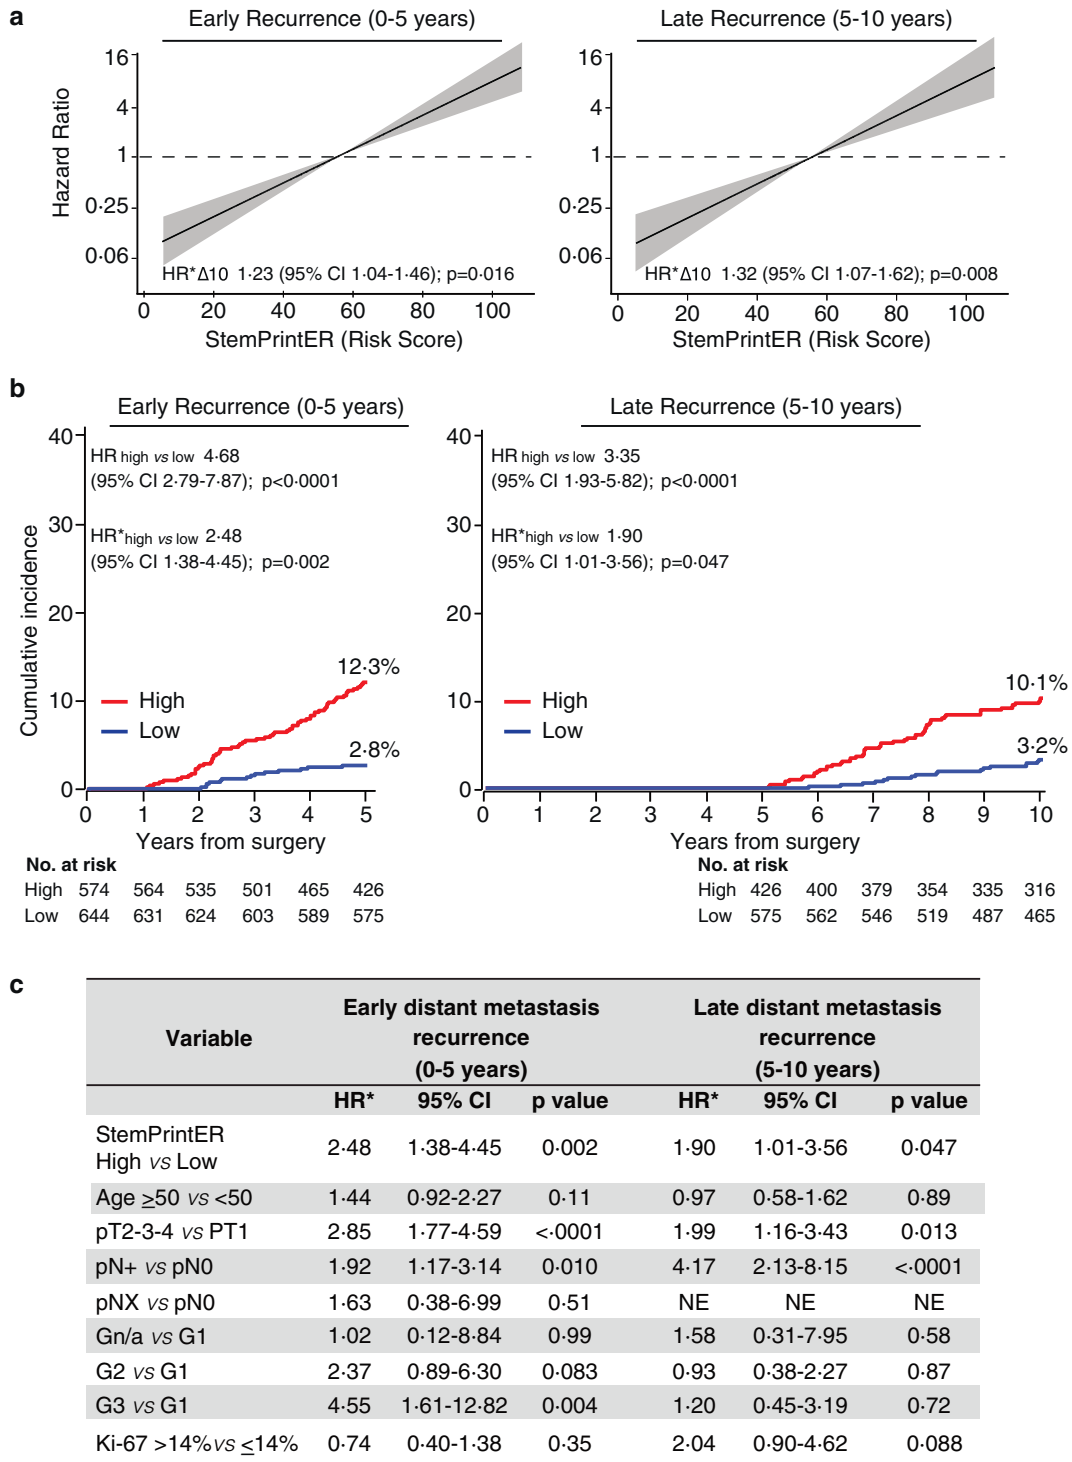 a
Early Recurrence (0-5 years)
Late Recurrence (5-10 years)
Hazard Ratio
16
4
1
0·25
0·06
HR*Δ10 1·23 (95% CI 1·04-1·46); p=0·016
0 20 40 60 80 100
StemPrintER (Risk Score)
16
4
1
0·25
0·06
HR*Δ10 1·32 (95% CI 1·07-1·62); p=0·008
0 20 40 60 80 100
StemPrintER (Risk Score)
b
Early Recurrence (0-5 years)
Cumulative incidence
40
30
20
10
0
HR high vs low 4·68
(95% CI 2·79-7·87); p<0·0001
HR*high vs low 2·48
(95% CI 1·38-4·45); p=0·002
12·3%
High
Low
2·8%
0 1 2 3 4 5
Years from surgery
No. at risk
High 574 564 535 501 465 426
Low 644 631 624 603 589 575
Late Recurrence (5-10 years)
40
30
20
10
0
HR high vs low 3·35
(95% CI 1·93-5·82); p<0·0001
HR*high vs low 1·90
(95% CI 1·01-3·56); p=0·047
10·1%
High
Low
3·2%
0 1 2 3 4 5 6 7 8 9 10
Years from surgery
No. at risk
High 426 400 379 354 335 316
Low 575 562 546 519 487 465
c
Variable
Early distant metastasis
recurrence
(0-5 years)
Late distant metastasis
recurrence
(5-10 years)
HR* 95% CI p value HR* 95% CI p value
StemPrintER
High vs Low 2·48 1·38-4·45 0·002 1·90 1·01-3·56 0·047
Age ≥50 vs <50 1·44 0·92-2·27 0·11 0·97 0·58-1·62 0·89
pT2-3-4 vs PT1 2·85 1·77-4·59 <·0001 1·99 1·16-3·43 0·013
pN+ vs pN0 1·92 1·17-3·14 0·010 4·17 2·13-8·15 <·0001
pNX vs pN0 1·63 0·38-6·99 0·51 NE NE NE
Gn/a vs G1 1·02 0·12-8·84 0·99 1·58 0·31-7·95 0·58
G2 vs G1 2·37 0·89-6·30 0·083 0·93 0·38-2·27 0·87
G3 vs G1 4·55 1·61-12·82 0·004 1·20 0·45-3·19 0·72
Ki-67 >14%vs ≤14% 0·74 0·40-1·38 0·35 2·04 0·90-4·62 0·088